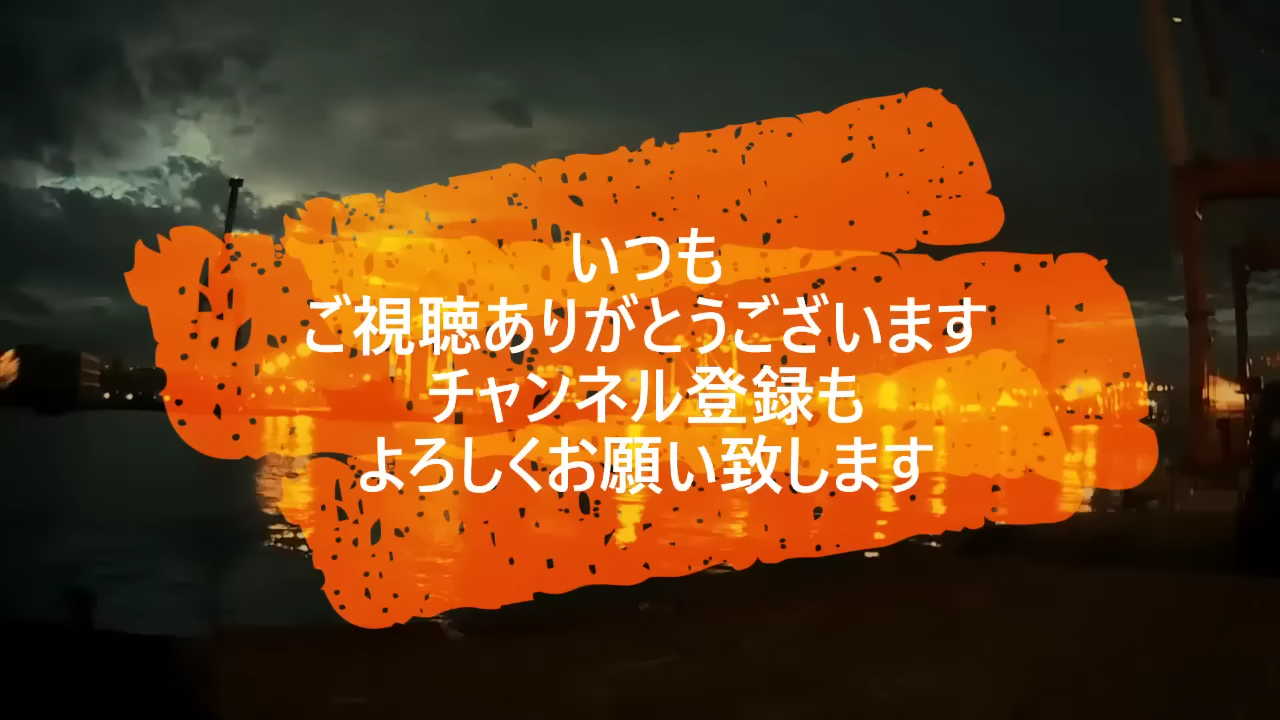 いつも
ご視聴ありがとうございます
チャンネル登録も
よろしくお願い致します